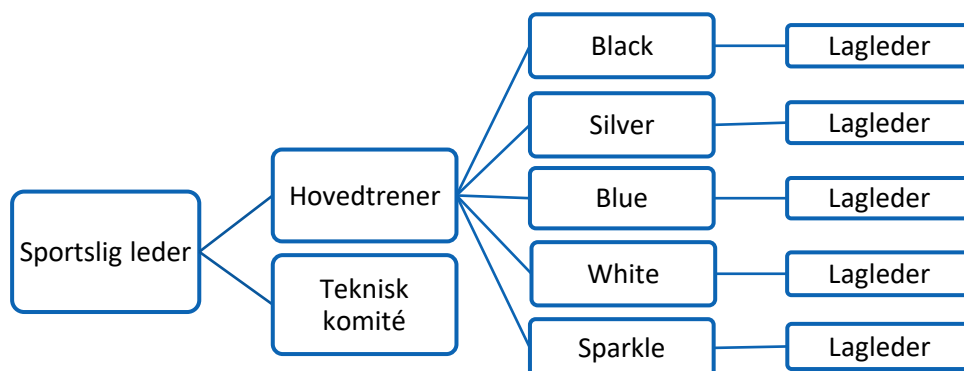 Sportslig leder
Hovedtrener
Teknisk
komité
Black
Lagleder
Silver
Lagleder
Blue
Lagleder
White
Lagleder
Sparkle
Lagleder